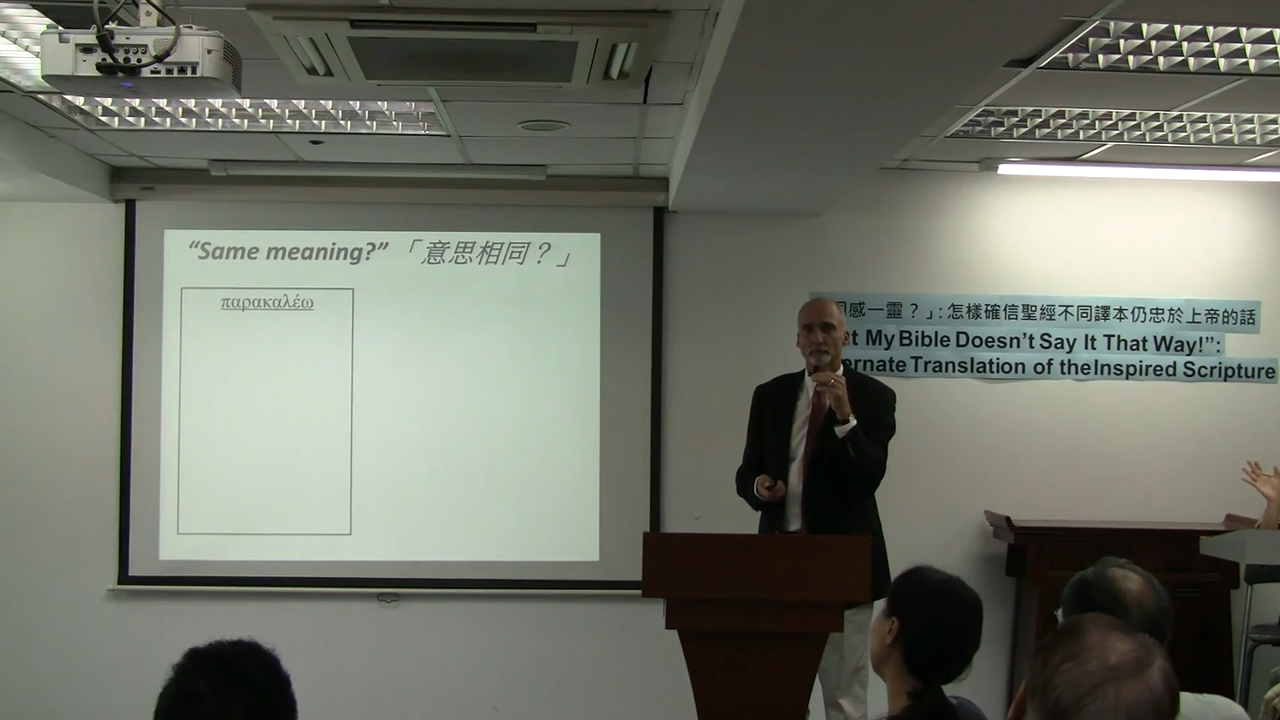 “Same meaning?” 「意思相同？」
παρακαλέω
感一靈？」：怎樣確信聖經不同譯本仍忠於上帝的話
My Bible Doesn’t Say It That Way!”:
Translation of the Inspired Scripture